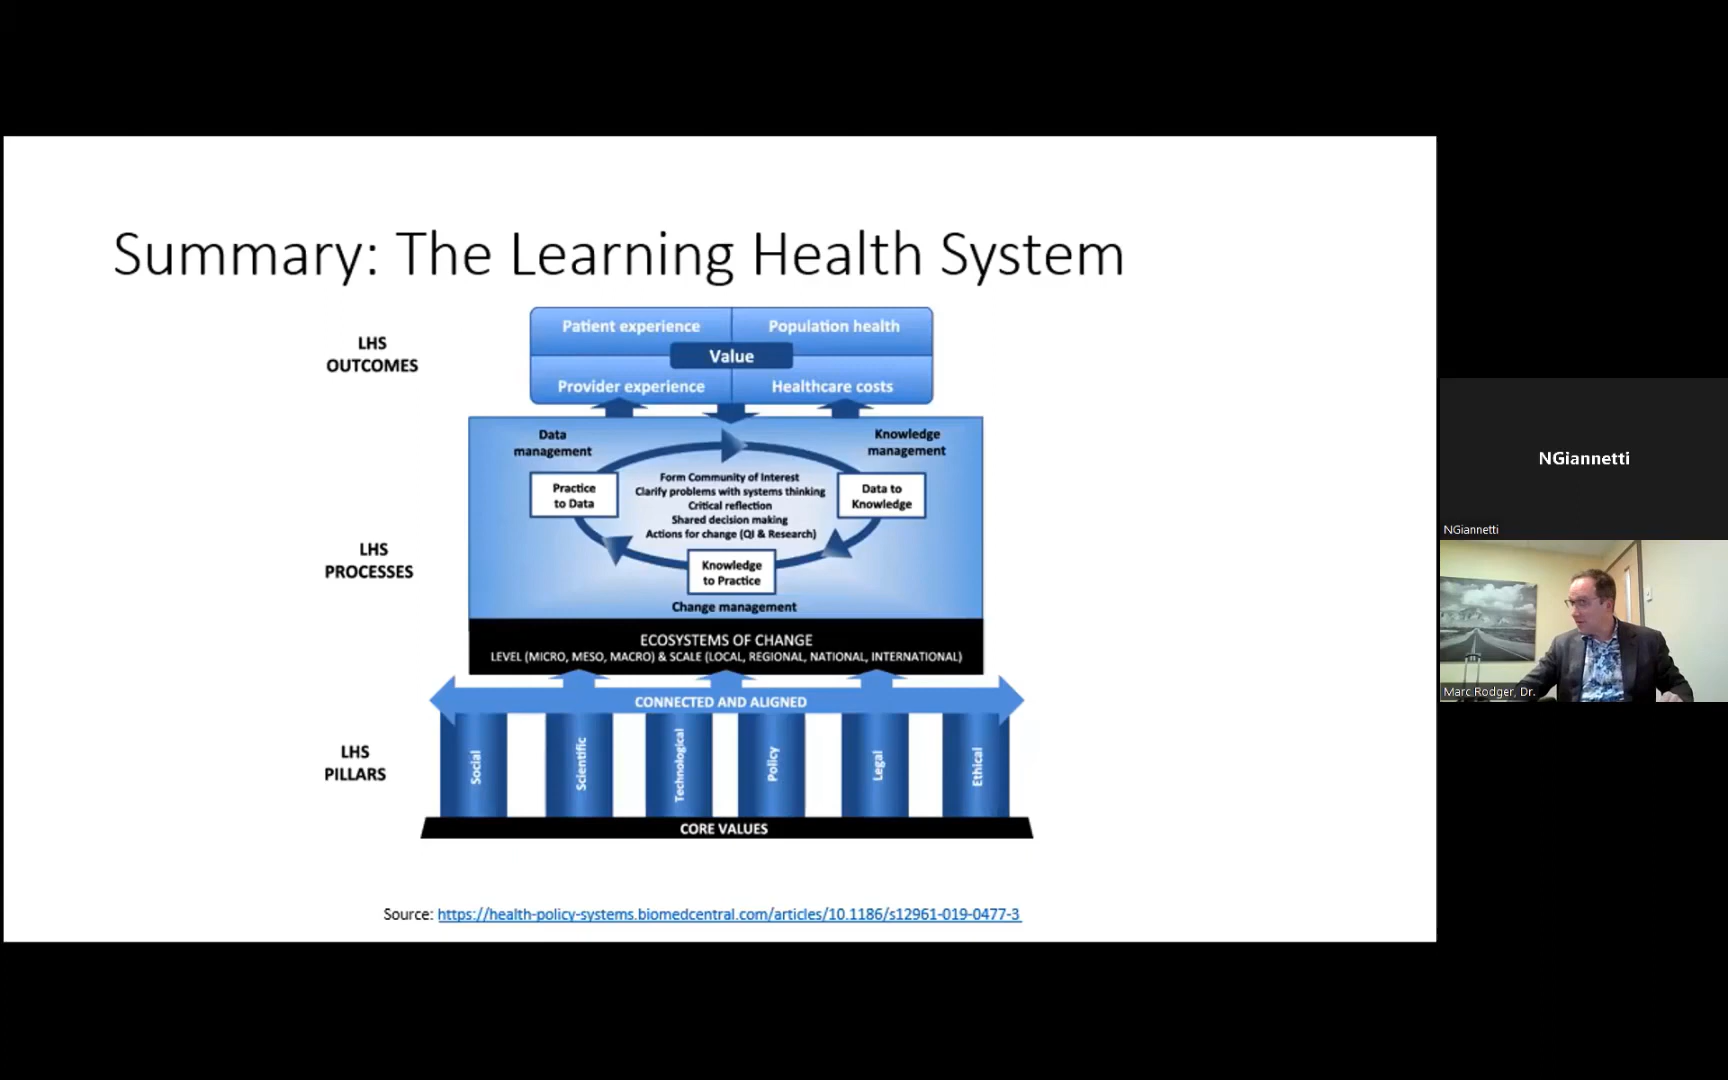 Summary: The Learning Health System
LHS
OUTCOMES
Patient experience
Population health
Value
Provider experience
Healthcare costs
LHS
PROCESSES
Data
management
Knowledge
management
Practice
to Data
Form Community of Interest
Clarify problems with systems thinking
Critical reflection
Shared decision making
Actions for change (QI & Research)
Data to
Knowledge
Knowledge
to Practice
Change management
ECOSYSTEMS OF CHANGE
LEVEL (MICRO, MESO, MACRO) & SCALE (LOCAL, REGIONAL, NATIONAL, INTERNATIONAL)
CONNECTED AND ALIGNED
LHS
PILLARS
Social
Scientific
Technological
Policy
Legal
Ethical
CORE VALUES
Source: https://health-policy-systems.biomedcentral.com/articles/10.1186/s12961-019-0477-3
NGiannetti
NGiannetti
Marc Rodger, Dr.